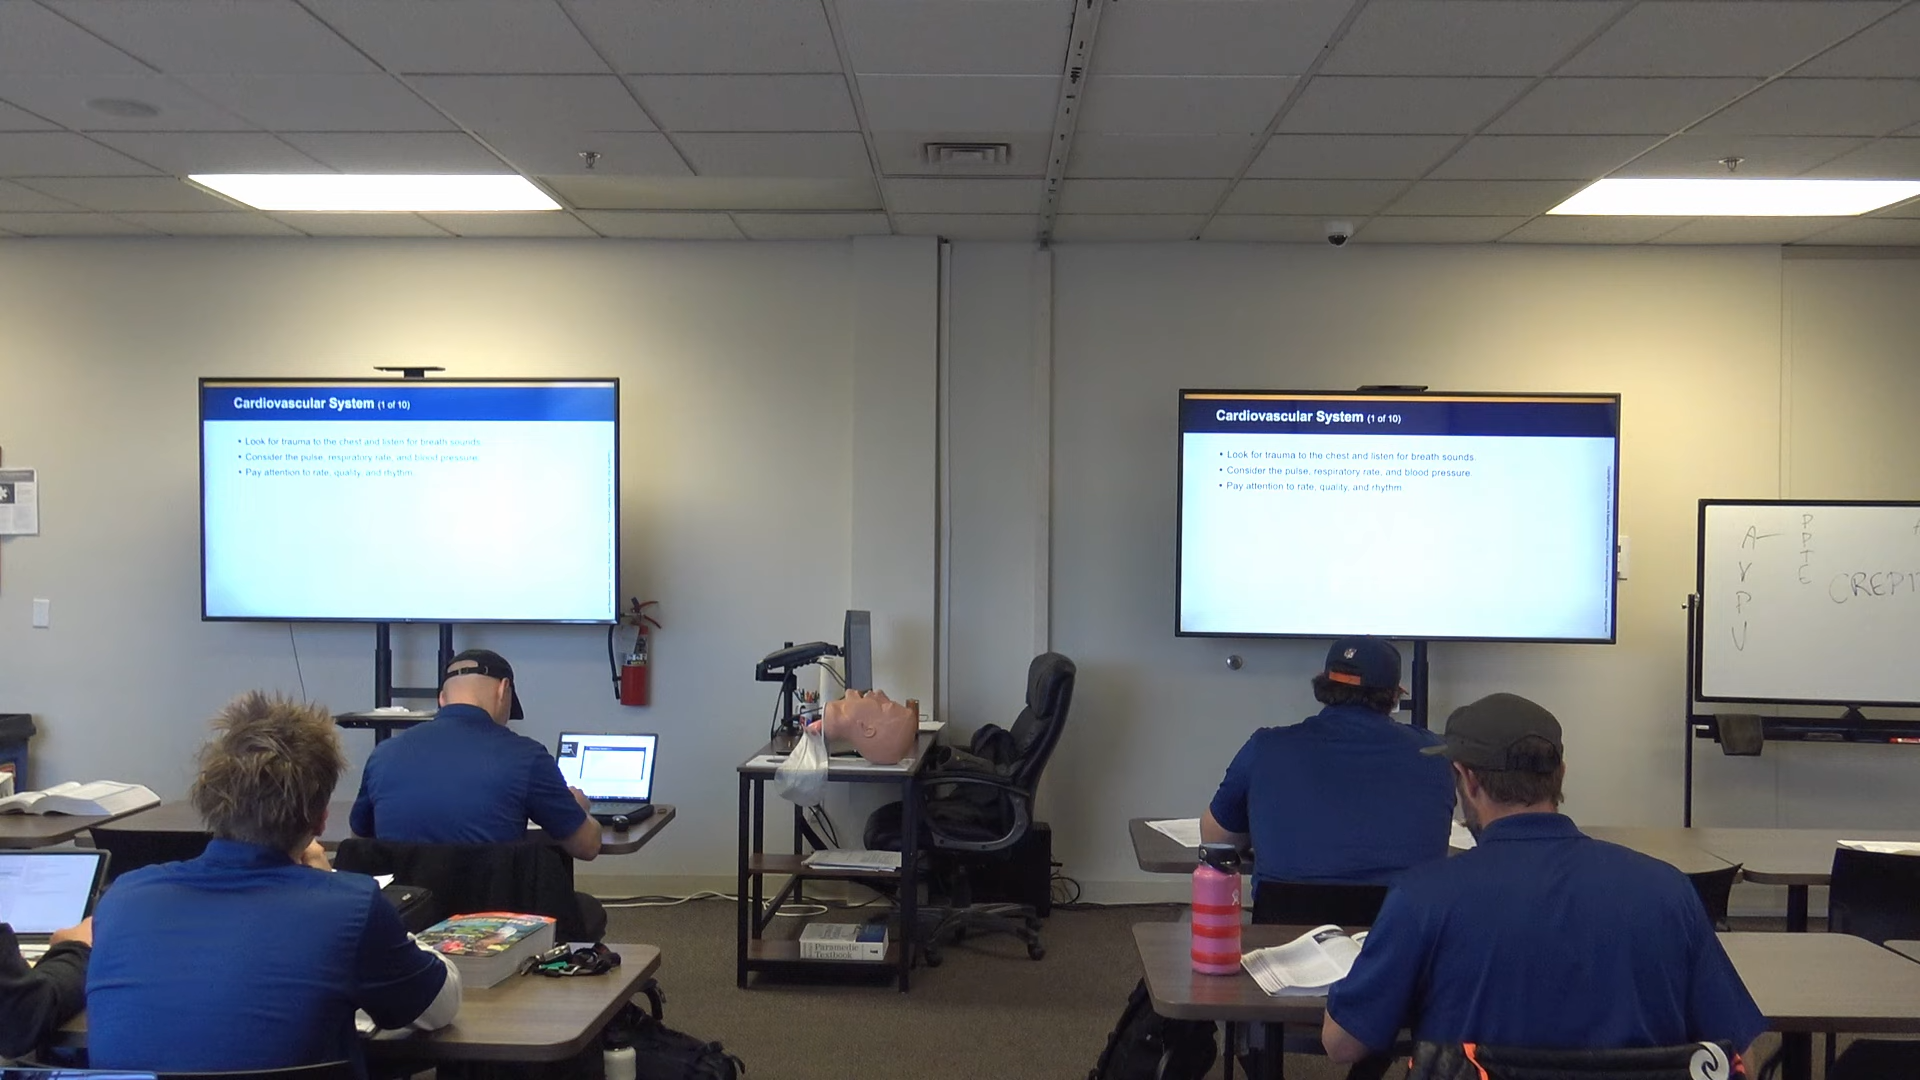 Cardiovascular System (1 of 10)
• Look for trauma to the chest and listen for breath sounds.
• Consider the pulse, respiratory rate, and blood pressure.
• Pay attention to rate, quality, and rhythm.
Cardiovascular System (1 of 10)
• Look for trauma to the chest and listen for breath sounds.
• Consider the pulse, respiratory rate, and blood pressure.
• Pay attention to rate, quality, and rhythm.
A—
V
P
U
P
P
T
E
CREPI
Paramedic
Textbook